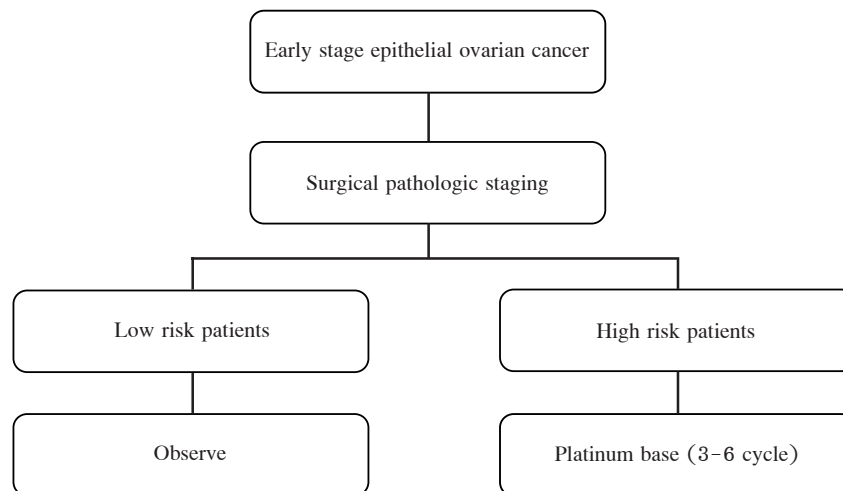 Early stage epithelial ovarian cancer
Surgical pathologic staging
Low risk patients
High risk patients
Observe
Platinum base (3-6 cycle)